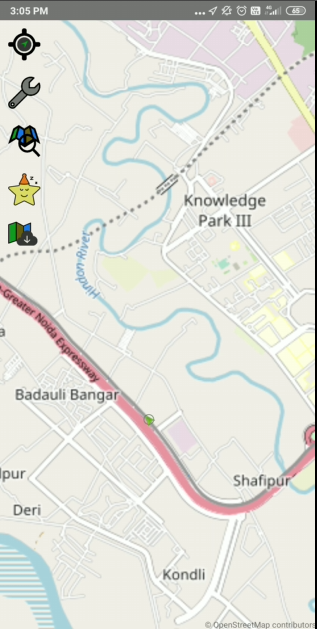 3:05 PM
65
z z
Knowledge
Park III
Hindon River
Greater Noida Expressway
a
Badauli Bangar
Shafipur
lpur
Deri
Kondli
© OpenStreetMap contributors